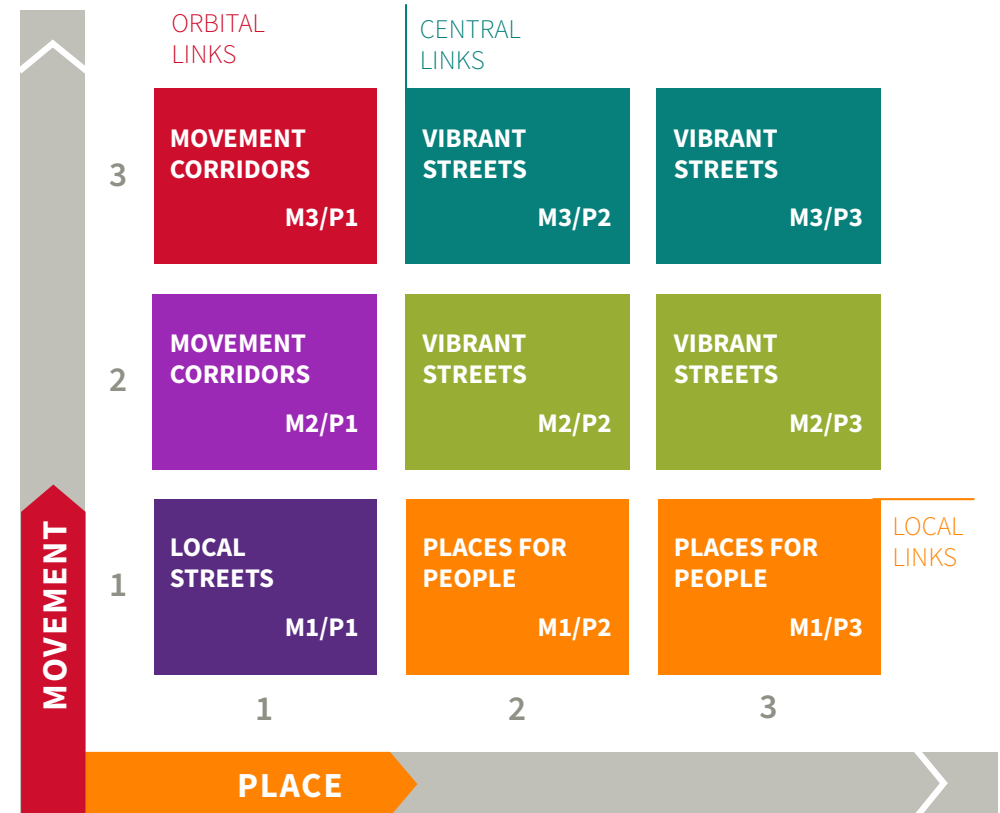 ORBITAL
LINKS
CENTRAL
LINKS
3
MOVEMENT
CORRIDORS
M3/P1
VIBRANT
STREETS
M3/P2
VIBRANT
STREETS
M3/P3
2
MOVEMENT
CORRIDORS
M2/P1
VIBRANT
STREETS
M2/P2
VIBRANT
STREETS
M2/P3
1
LOCAL
STREETS
M1/P1
PLACES FOR
PEOPLE
M1/P2
PLACES FOR
PEOPLE
M1/P3
LOCAL
LINKS
MOVEMENT
1
2
3
PLACE